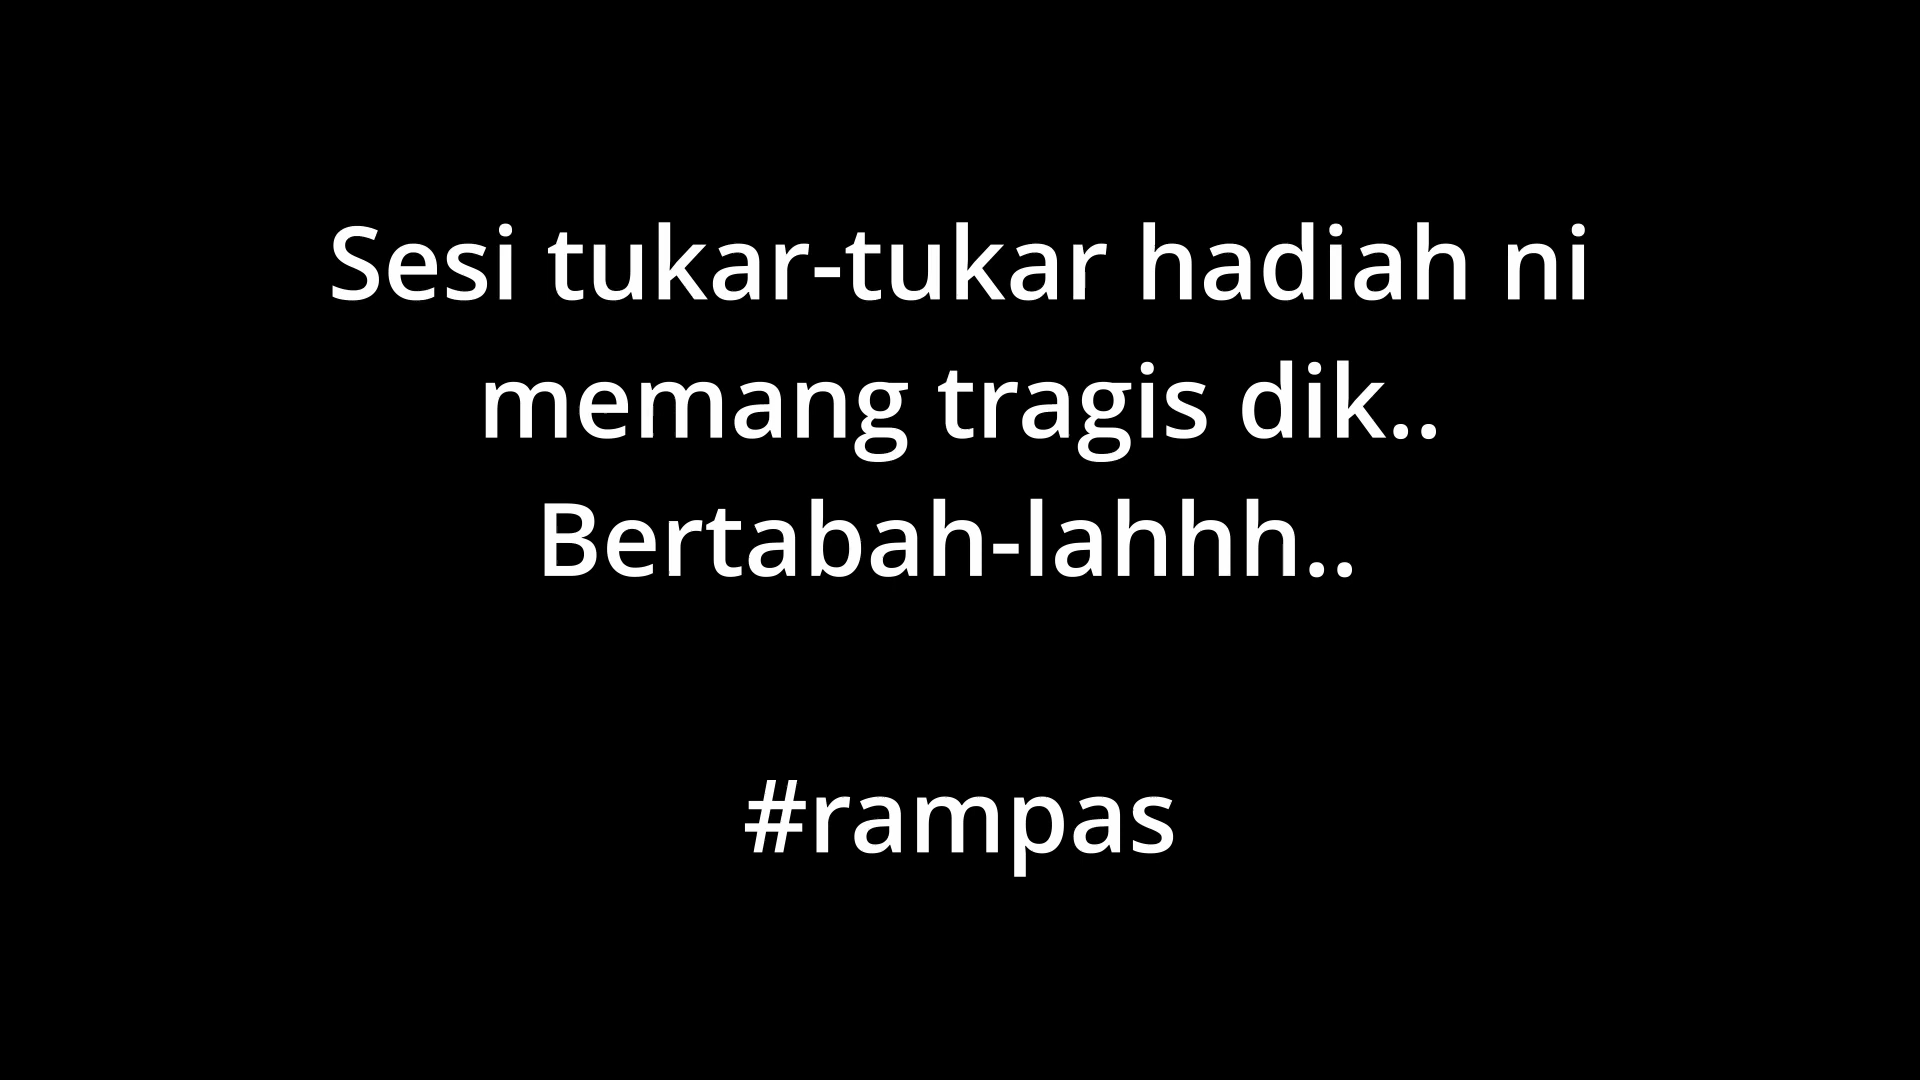 Sesi tukar-tukar hadiah ni
memang tragis dik..
Bertabah-lahhh..
#rampas